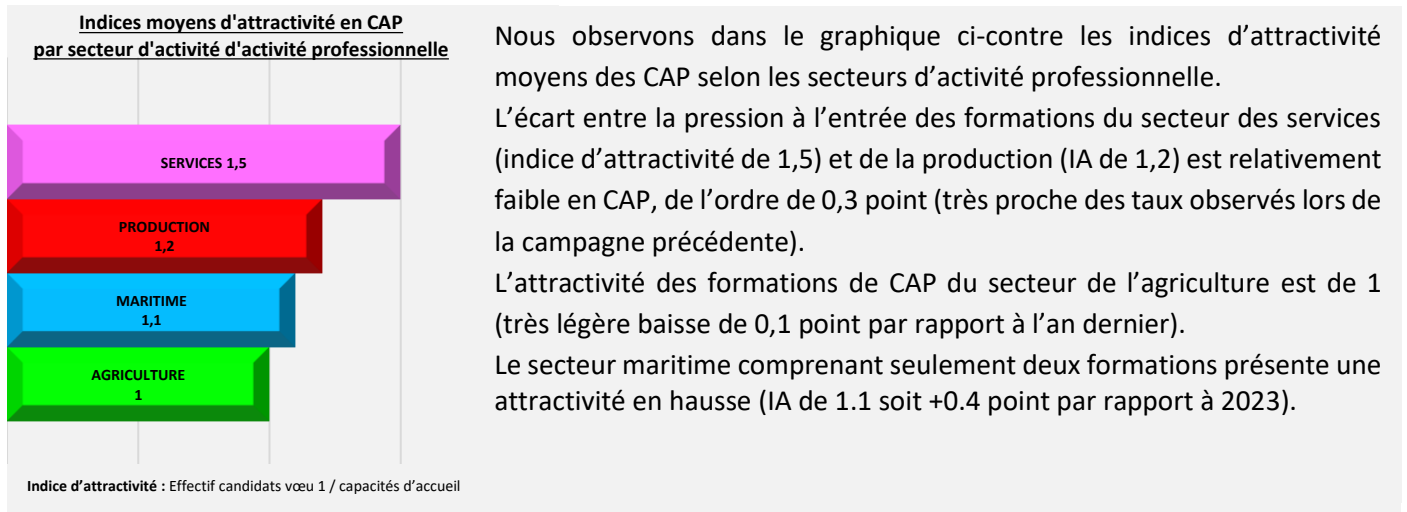 Indices moyens d'attractivité en CAP
par secteur d'activité d'activité professionnelle
SERVICES 1,5
PRODUCTION
1,2
MARITIME
1,1
AGRICULTURE
1
Indice d’attractivité : Effectif candidats vœu 1 / capacités d’accueil
Nous observons dans le graphique ci-contre les indices d’attractivité
moyens des CAP selon les secteurs d’activité professionnelle.
L’écart entre la pression à l’entrée des formations du secteur des services
(indice d’attractivité de 1,5) et de la production (IA de 1,2) est relativement
faible en CAP, de l’ordre de 0,3 point (très proche des taux observés lors de
la campagne précédente).
L’attractivité des formations de CAP du secteur de l’agriculture est de 1
(très légère baisse de 0,1 point par rapport à l’an dernier).
Le secteur maritime comprenant seulement deux formations présente une
attractivité en hausse (IA de 1.1 soit +0.4 point par rapport à 2023).